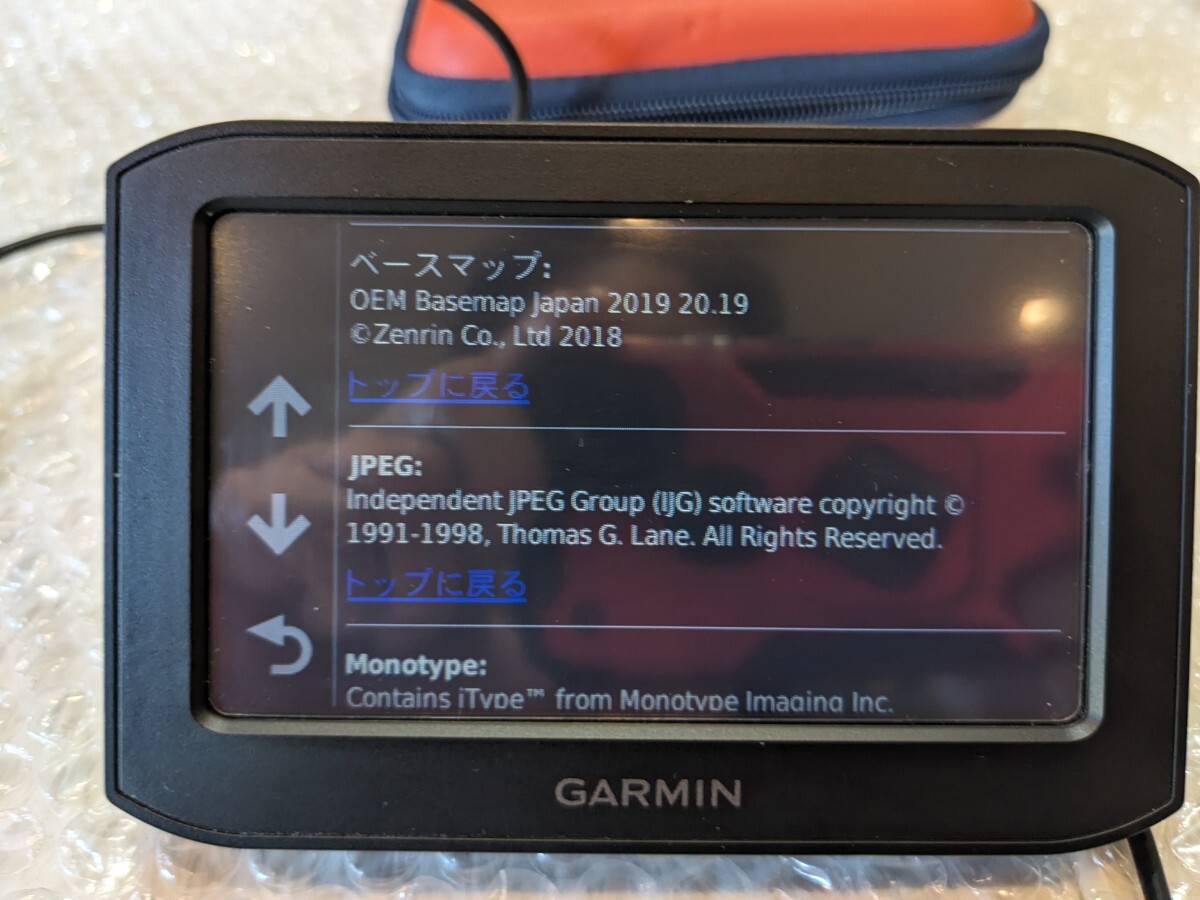 ベースマップ:
OEM Basemap Japan 2019 20.19
©Zenrin Co., Ltd 2018
トップに戻る
JPEG:
Independent JPEG Group (IJG) software copyright ©
1991-1998, Thomas G. Lane. All Rights Reserved.
トップに戻る
Monotype:
Contains iType™ from Monotype Imaging Inc.
GARMIN